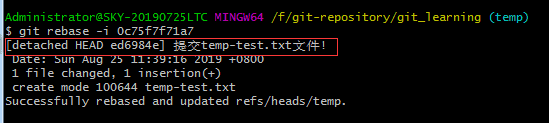 Administrator@SKY-20190725LTC MINGW64 /f/git-repository/git_learning (temp)
$ git rebase -i 0c75f7f71a7
[detached HEAD ed6984e] 提交temp-test.txt文件！
Date: Sun Aug 25 11:39:16 2019 +0800
1 file changed, 1 insertion(+)
create mode 100644 temp-test.txt
Successfully rebased and updated refs/heads/temp.